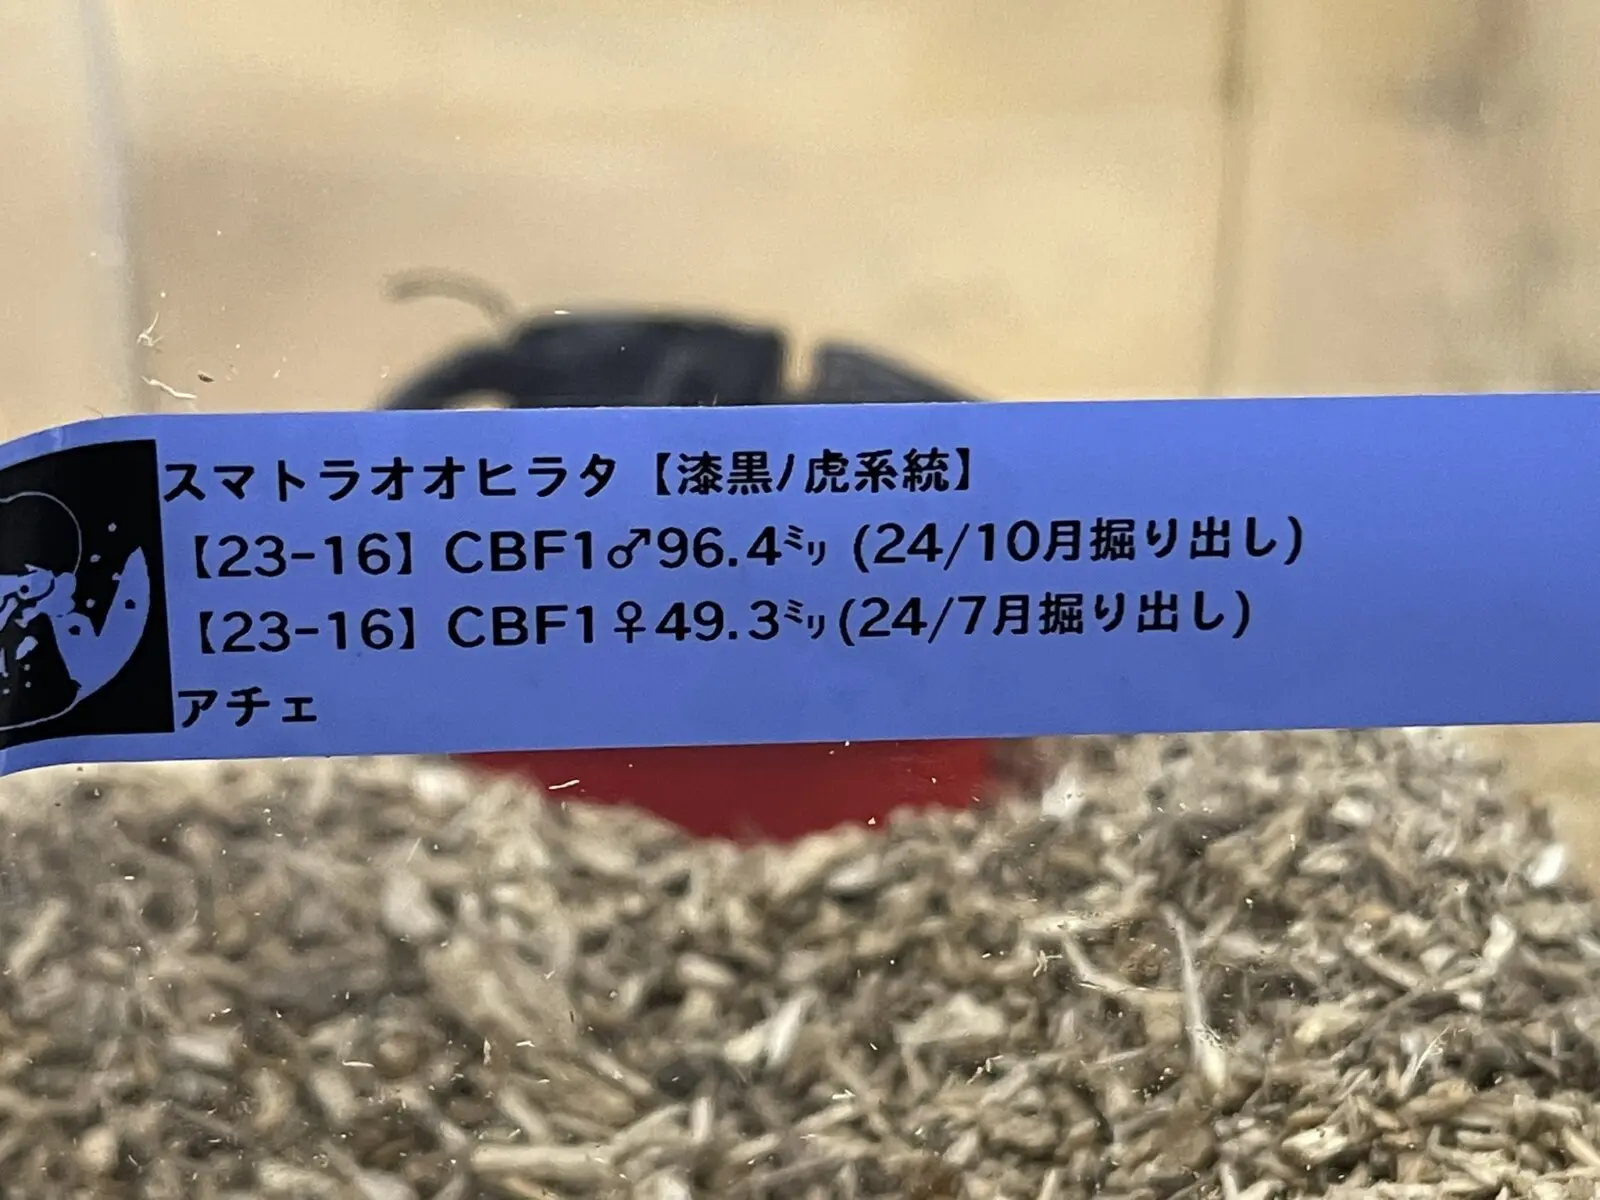 スマトラオオヒラタ【漆黒/虎系統】
【23-16】CBF1♂96.4㍉(24/10月掘り出し)
【23-16】CBF1♀49.3㍉(24/7月掘り出し)
アチェ